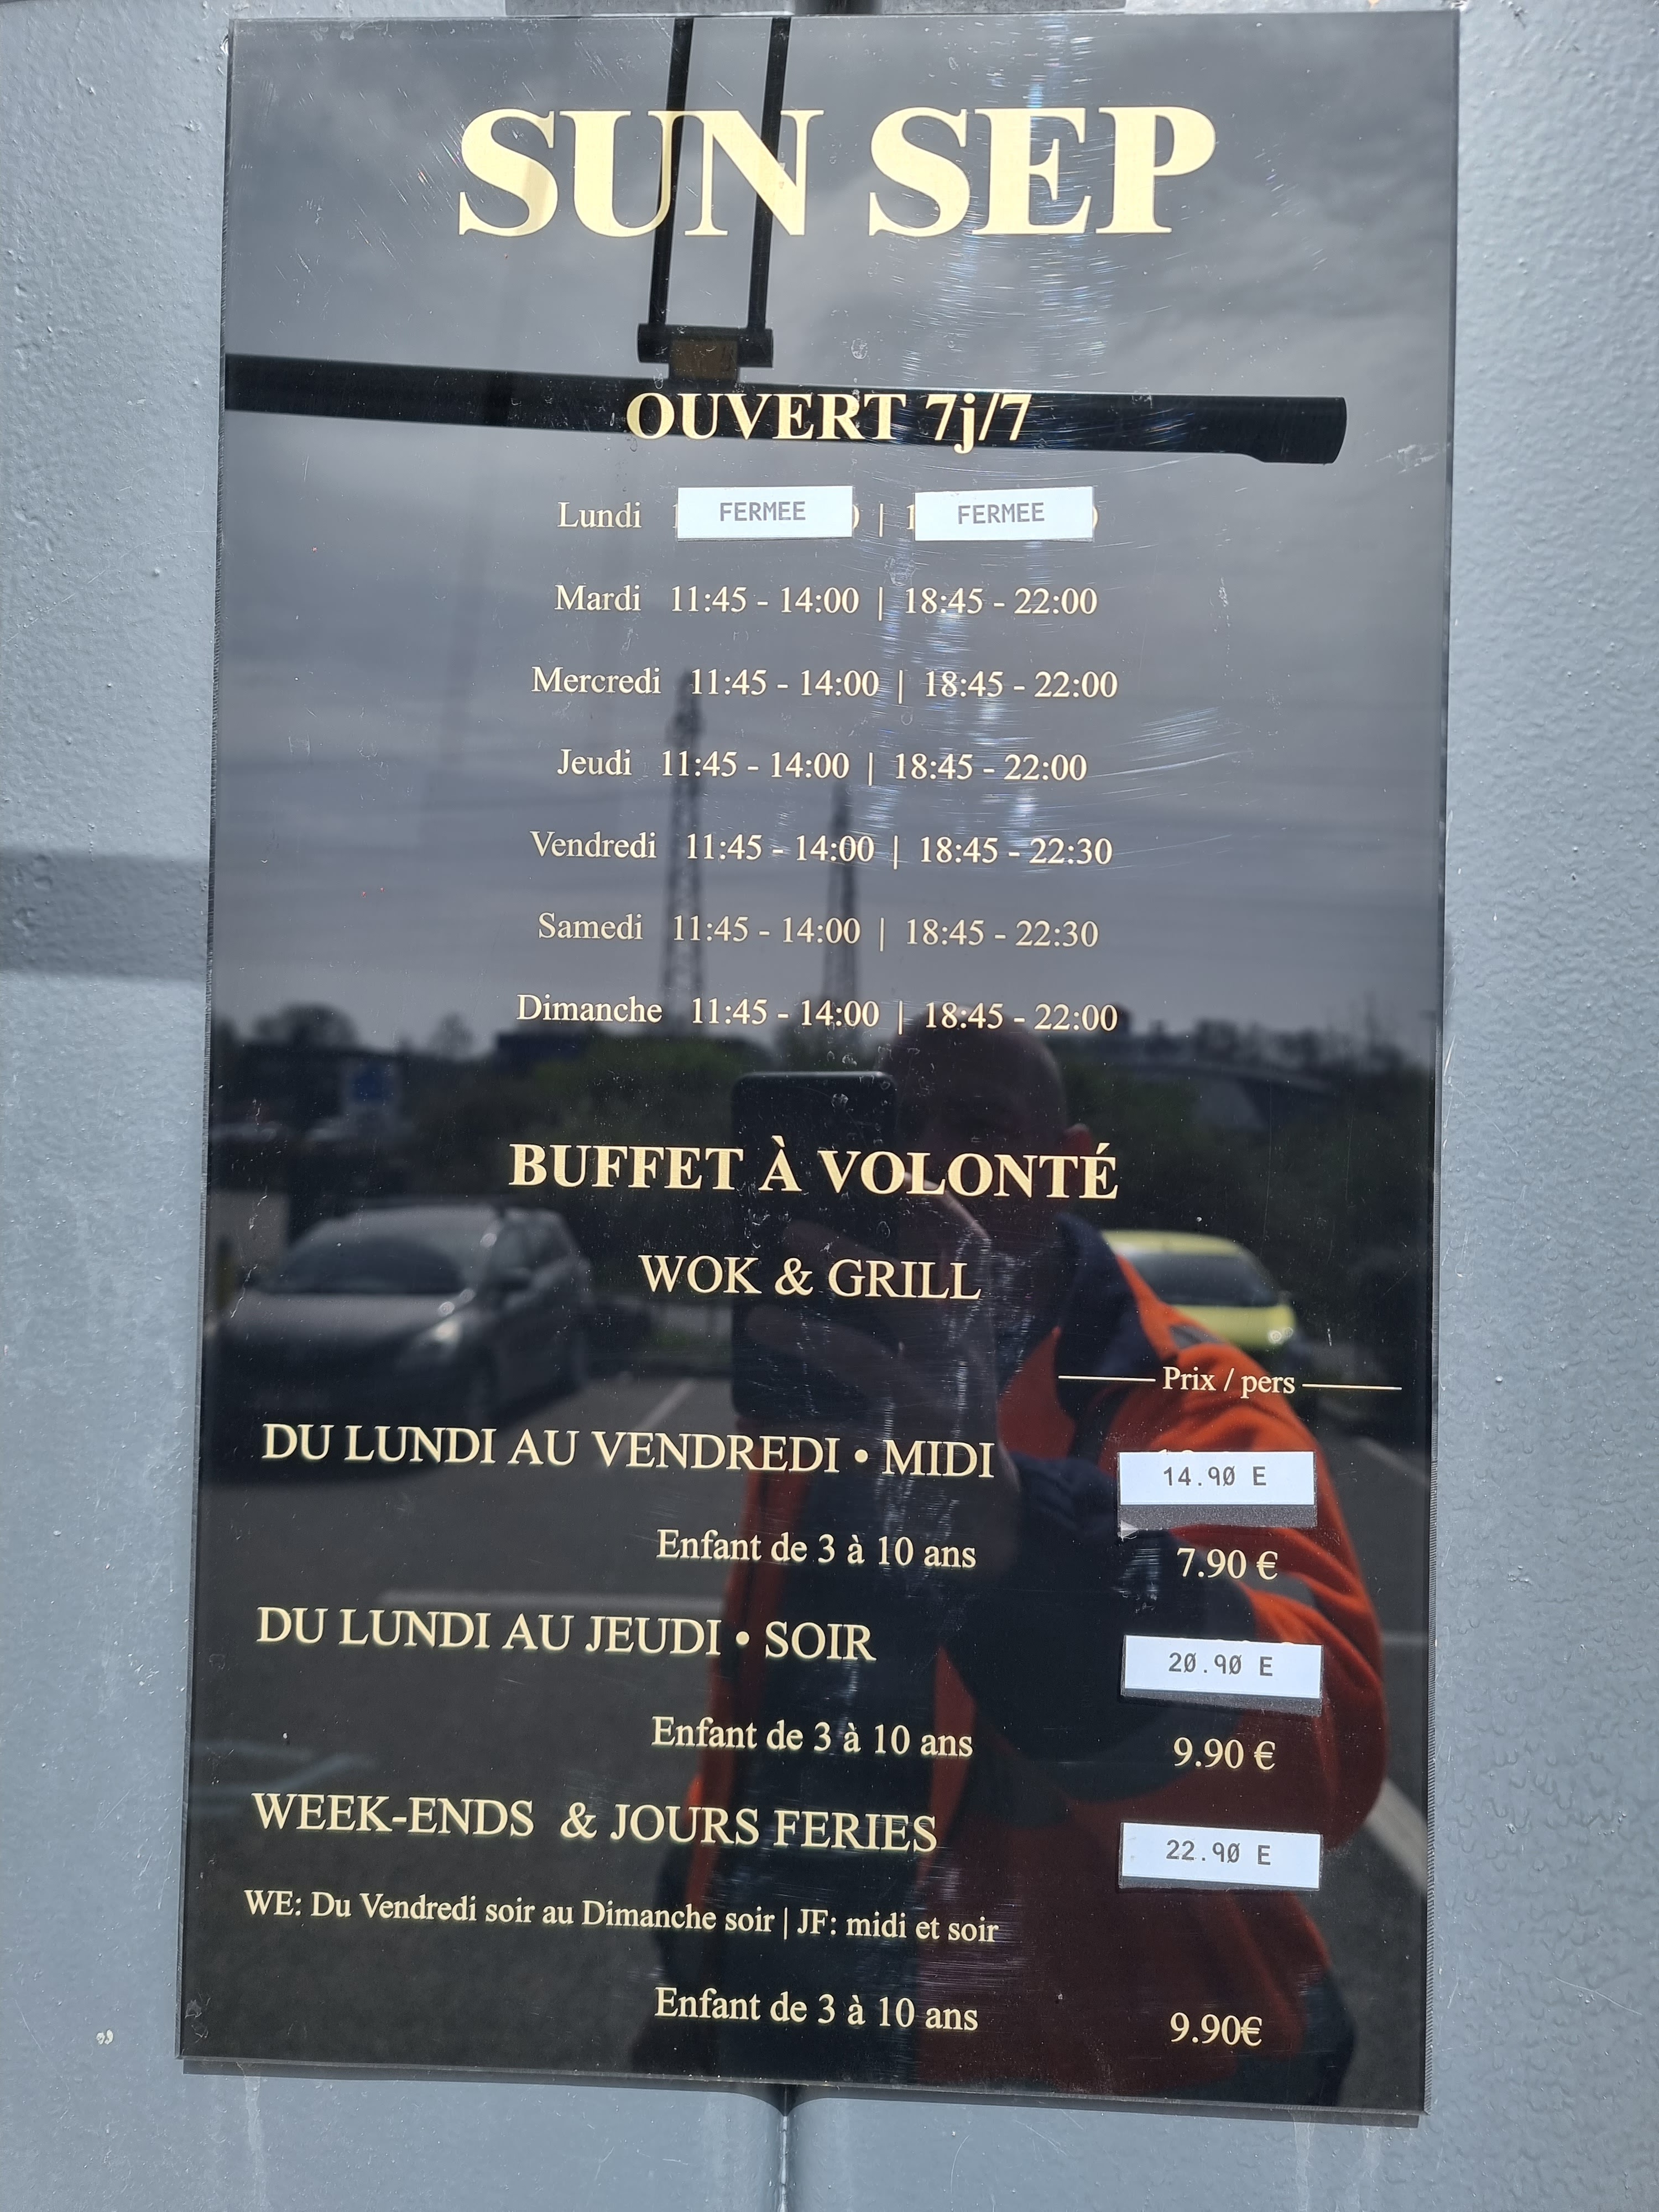 SUN SEP
OUVERT 7j/7
Lundi FERMEE | FERMEE
Mardi 11:45 - 14:00 | 18:45 - 22:00
Mercredi 11:45 - 14:00 | 18:45 - 22:00
Jeudi 11:45 - 14:00 | 18:45 - 22:00
Vendredi 11:45 - 14:00 | 18:45 - 22:30
Samedi 11:45 - 14:00 | 18:45 - 22:30
Dimanche 11:45 - 14:00 | 18:45 - 22:00
BUFFET À VOLONTÉ
WOK & GRILL
Prix / pers
DU LUNDI AU VENDREDI • MIDI 14.90 E
Enfant de 3 à 10 ans 7.90 €
DU LUNDI AU JEUDI • SOIR 20.90 E
Enfant de 3 à 10 ans 9.90 €
WEEK-ENDS & JOURS FERIES 22.90 E
WE: Du Vendredi soir au Dimanche soir | JF: midi et soir
Enfant de 3 à 10 ans 9.90€